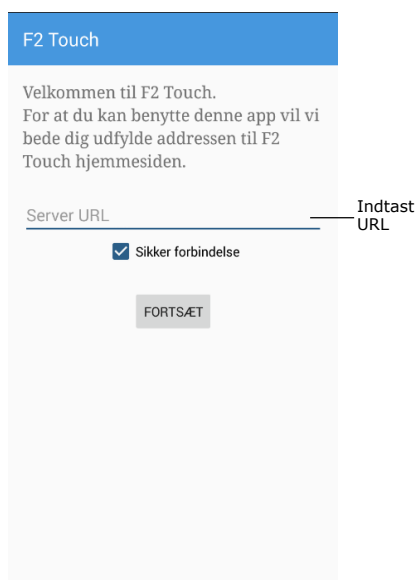 F2 Touch
Velkommen til F2 Touch.
For at du kan benytte denne app vil vi
bede dig udfylde addressen til F2
Touch hjemmesiden.
Server URL
Indtast
URL
Sikker forbindelse
FORTSÆT